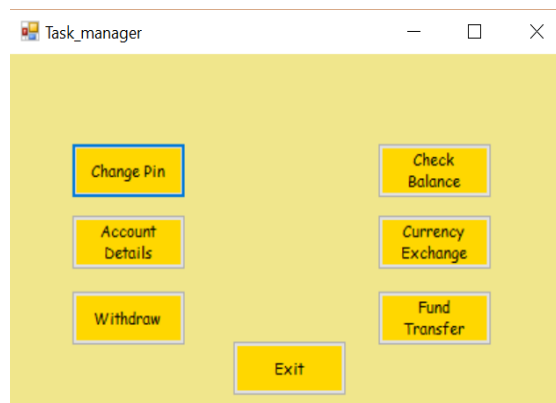 Task_manager
Change Pin
Check
Balance
Account
Details
Currency
Exchange
Withdraw
Fund
Transfer
Exit